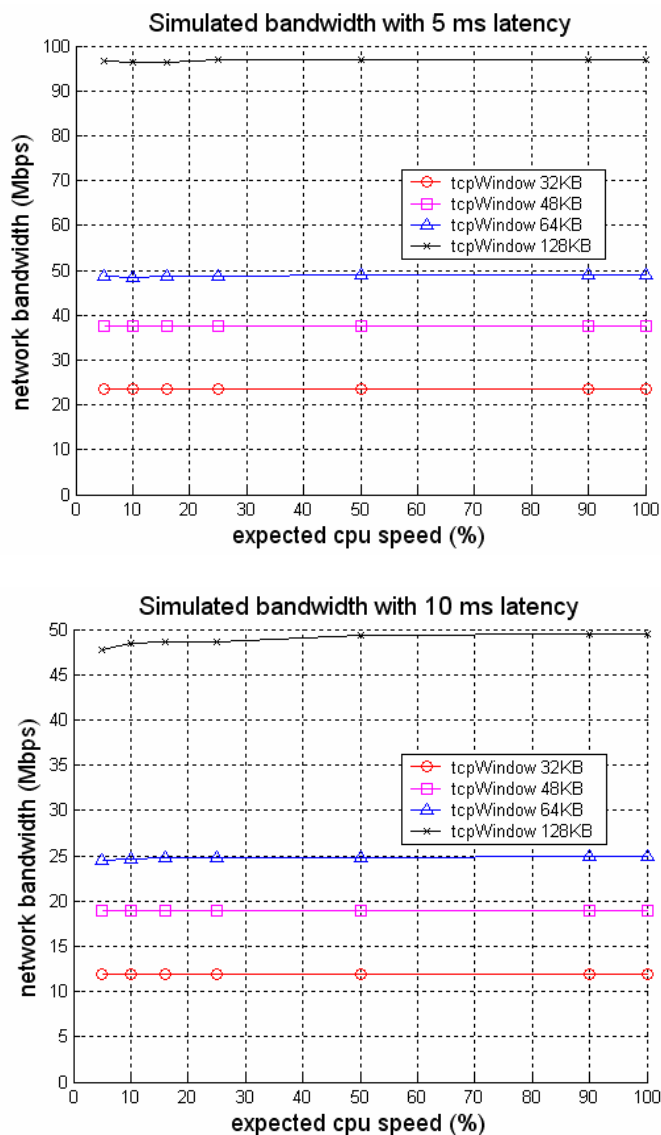 Simulated bandwidth with 5 ms latency
100
90
80
70
60
50
40
30
20
10
0
network bandwidth (Mbps)
tcpWindow 32KB
tcpWindow 48KB
tcpWindow 64KB
tcpWindow 128KB
0 10 20 30 40 50 60 70 80 90 100
expected cpu speed (%)
Simulated bandwidth with 10 ms latency
50
45
40
35
30
25
20
15
10
5
0
network bandwidth (Mbps)
tcpWindow 32KB
tcpWindow 48KB
tcpWindow 64KB
tcpWindow 128KB
0 10 20 30 40 50 60 70 80 90 100
expected cpu speed (%)